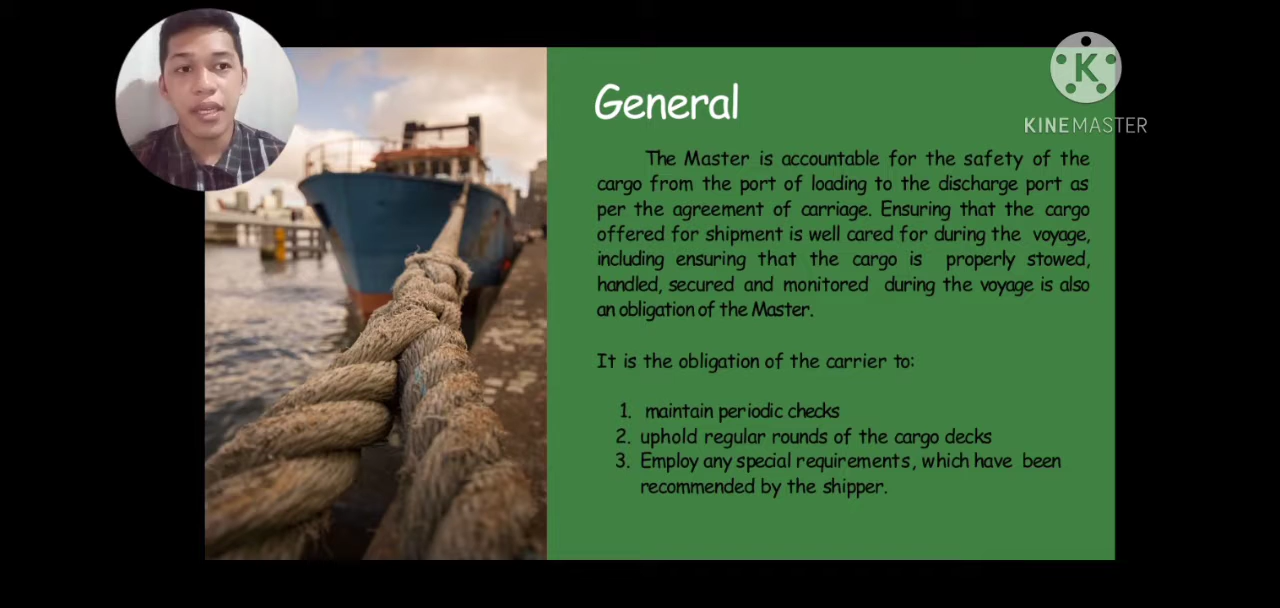 General
The Master is accountable for the safety of the
cargo from the port of loading to the discharge port as
per the agreement of carriage. Ensuring that the cargo
offered for shipment is well cared for during the voyage,
including ensuring that the cargo is properly stowed,
handled, secured and monitored during the voyage is also
an obligation of the Master.
It is the obligation of the carrier to:
1. maintain periodic checks
2. uphold regular rounds of the cargo decks
3. Employ any special requirements, which have been
recommended by the shipper.
K
KINEMASTER